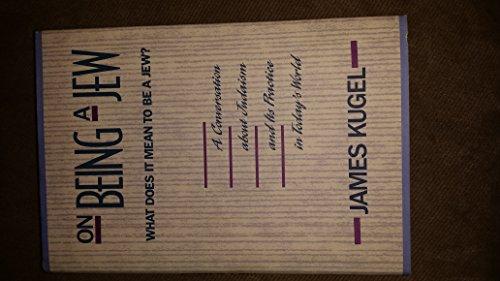 ON
BEING A
JEW
WHAT DOES IT MEAN TO BE A JEW?
A Conversation
about Judaism
and Its Practice
in Today's World
JAMES KUGEL